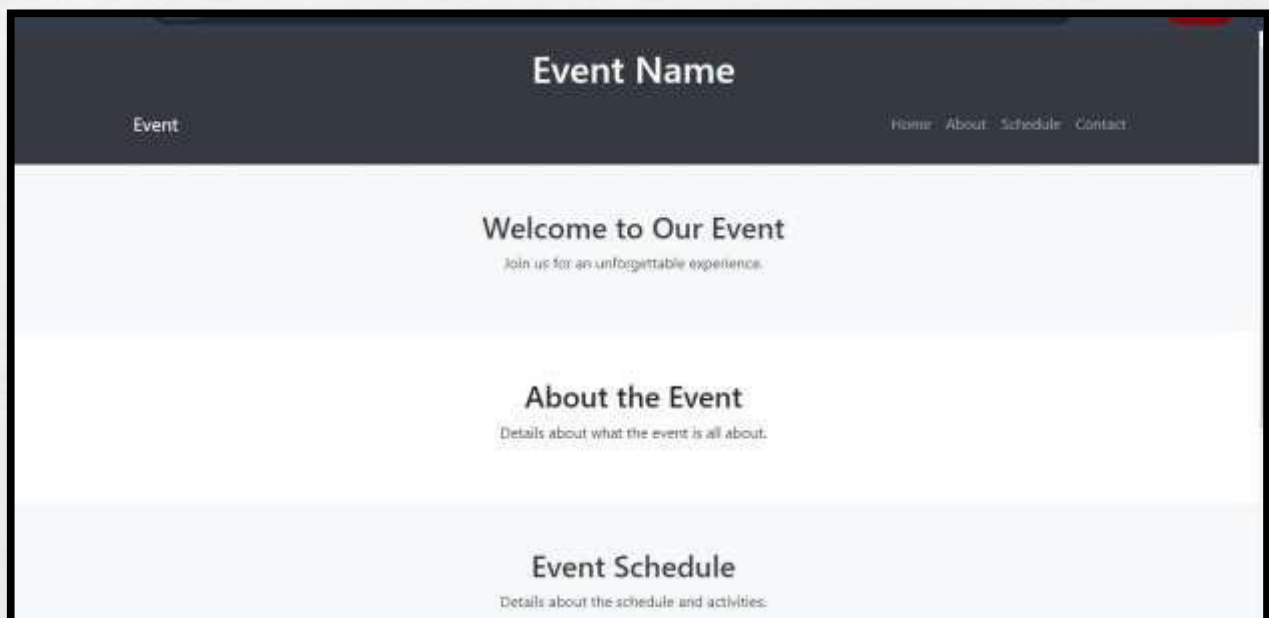 Event Name
Event Home About Schedule Contact
Welcome to Our Event
Join us for an unforgettable experience.
About the Event
Details about what the event is all about.
Event Schedule
Details about the schedule and activities.